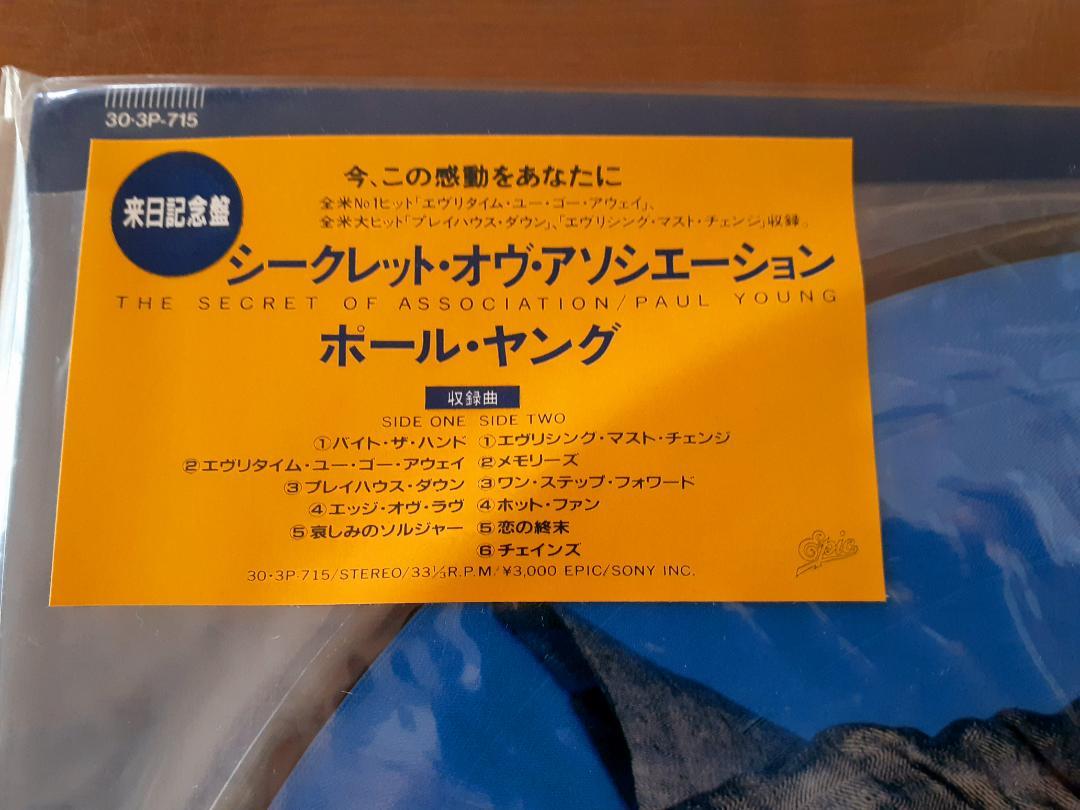 30・3P-715
来日記念盤
今、この感動をあなたに
全米No1ヒット「エヴリタイム・ユー・ゴー・アウェイ」、
全米大ヒット「プレイハウス・ダウン」、「エヴリシング・マスト・チェンジ」収録。
シークレット・オヴ・アソシエーション
THE SECRET OF ASSOCIATION/PAUL YOUNG
ポール・ヤング
収録曲
SIDE ONE
①バイト・ザ・ハンド
②エヴリタイム・ユー・ゴー・アウェイ
③プレイハウス・ダウン
④エッジ・オヴ・ラヴ
⑤哀しみのソルジャー
SIDE TWO
①エヴリシング・マスト・チェンジ
②メモリーズ
③ワン・ステップ・フォワード
④ホット・ファン
⑤恋の終末
⑥チェインズ
Epic
30・3P-715/STEREO/33⅓R.P.M/¥3,000 EPIC/SONY INC.